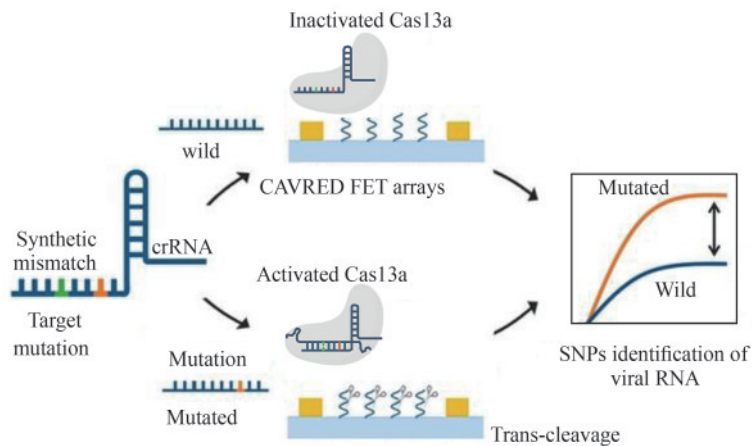 Inactivated Cas13a
wild
CAVRED FET arrays
Synthetic
mismatch
crRNA
Target
mutation
Activated Cas13a
Mutation
Mutated
Trans-cleavage
Mutated
Wild
SNPs identification of
viral RNA